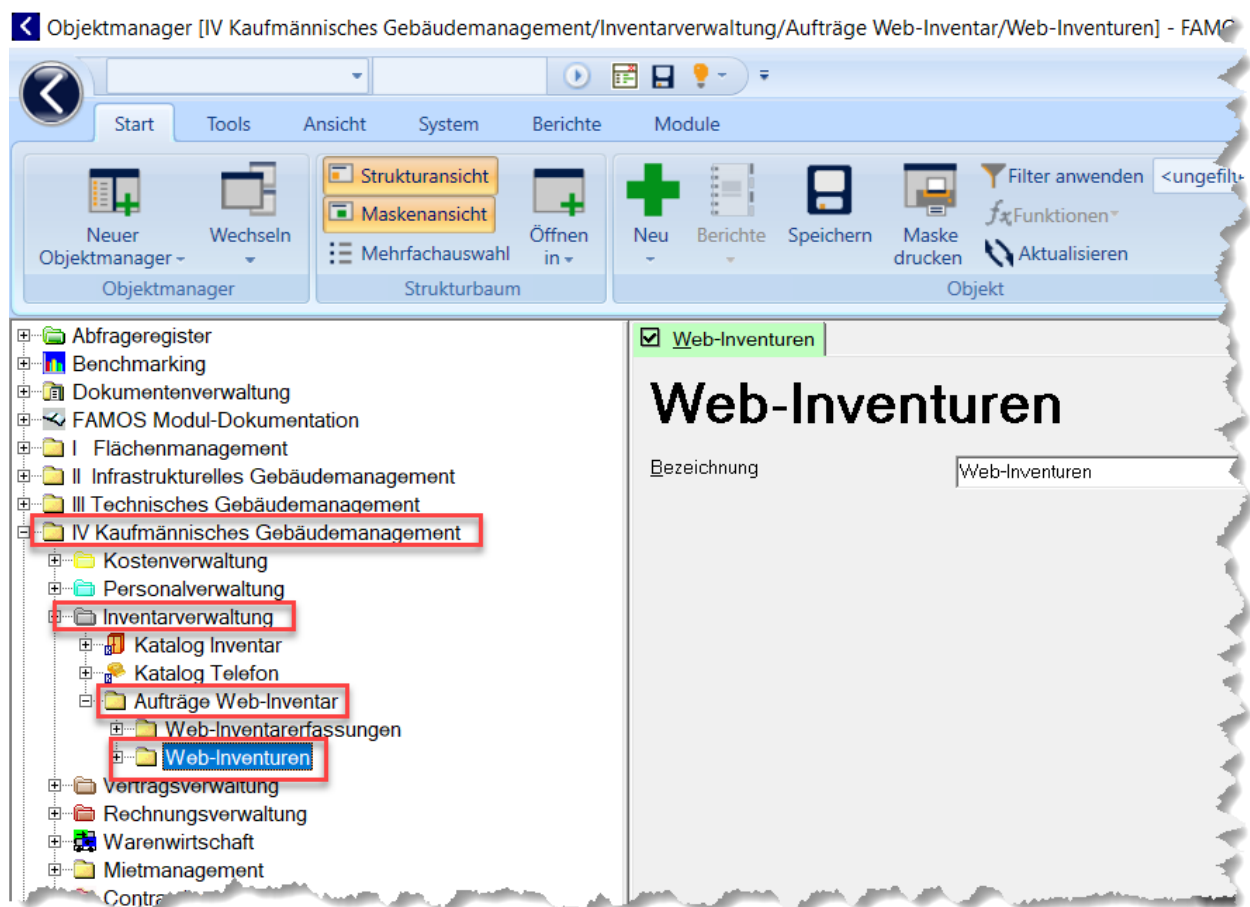 Objektmanager [IV Kaufmännisches Gebäudemanagement/Inventarverwaltung/Aufträge Web-Inventar/Web-Inventuren] - FAMO
Start Tools Ansicht System Berichte Module
Neuer Objektmanager
Wechseln
Objektmanager
Strukturansicht
Maskenansicht
Mehrfachauswahl
Öffnen in
Strukturbaum
Neu
Berichte
Speichern
Maske drucken
Filter anwenden
fxFunktionen
Aktualisieren
Objekt
Abfrageregister
Benchmarking
Dokumentenverwaltung
FAMOS Modul-Dokumentation
I Flächenmanagement
II Infrastrukturelles Gebäudemanagement
III Technisches Gebäudemanagement
IV Kaufmännisches Gebäudemanagement
Kostenverwaltung
Personalverwaltung
Inventarverwaltung
Katalog Inventar
Katalog Telefon
Aufträge Web-Inventar
Web-Inventarerfassungen
Web-Inventuren
Vertragsverwaltung
Rechnungsverwaltung
Warenwirtschaft
Mietmanagement
Web-Inventuren
Web-Inventuren
Bezeichnung Web-Inventuren